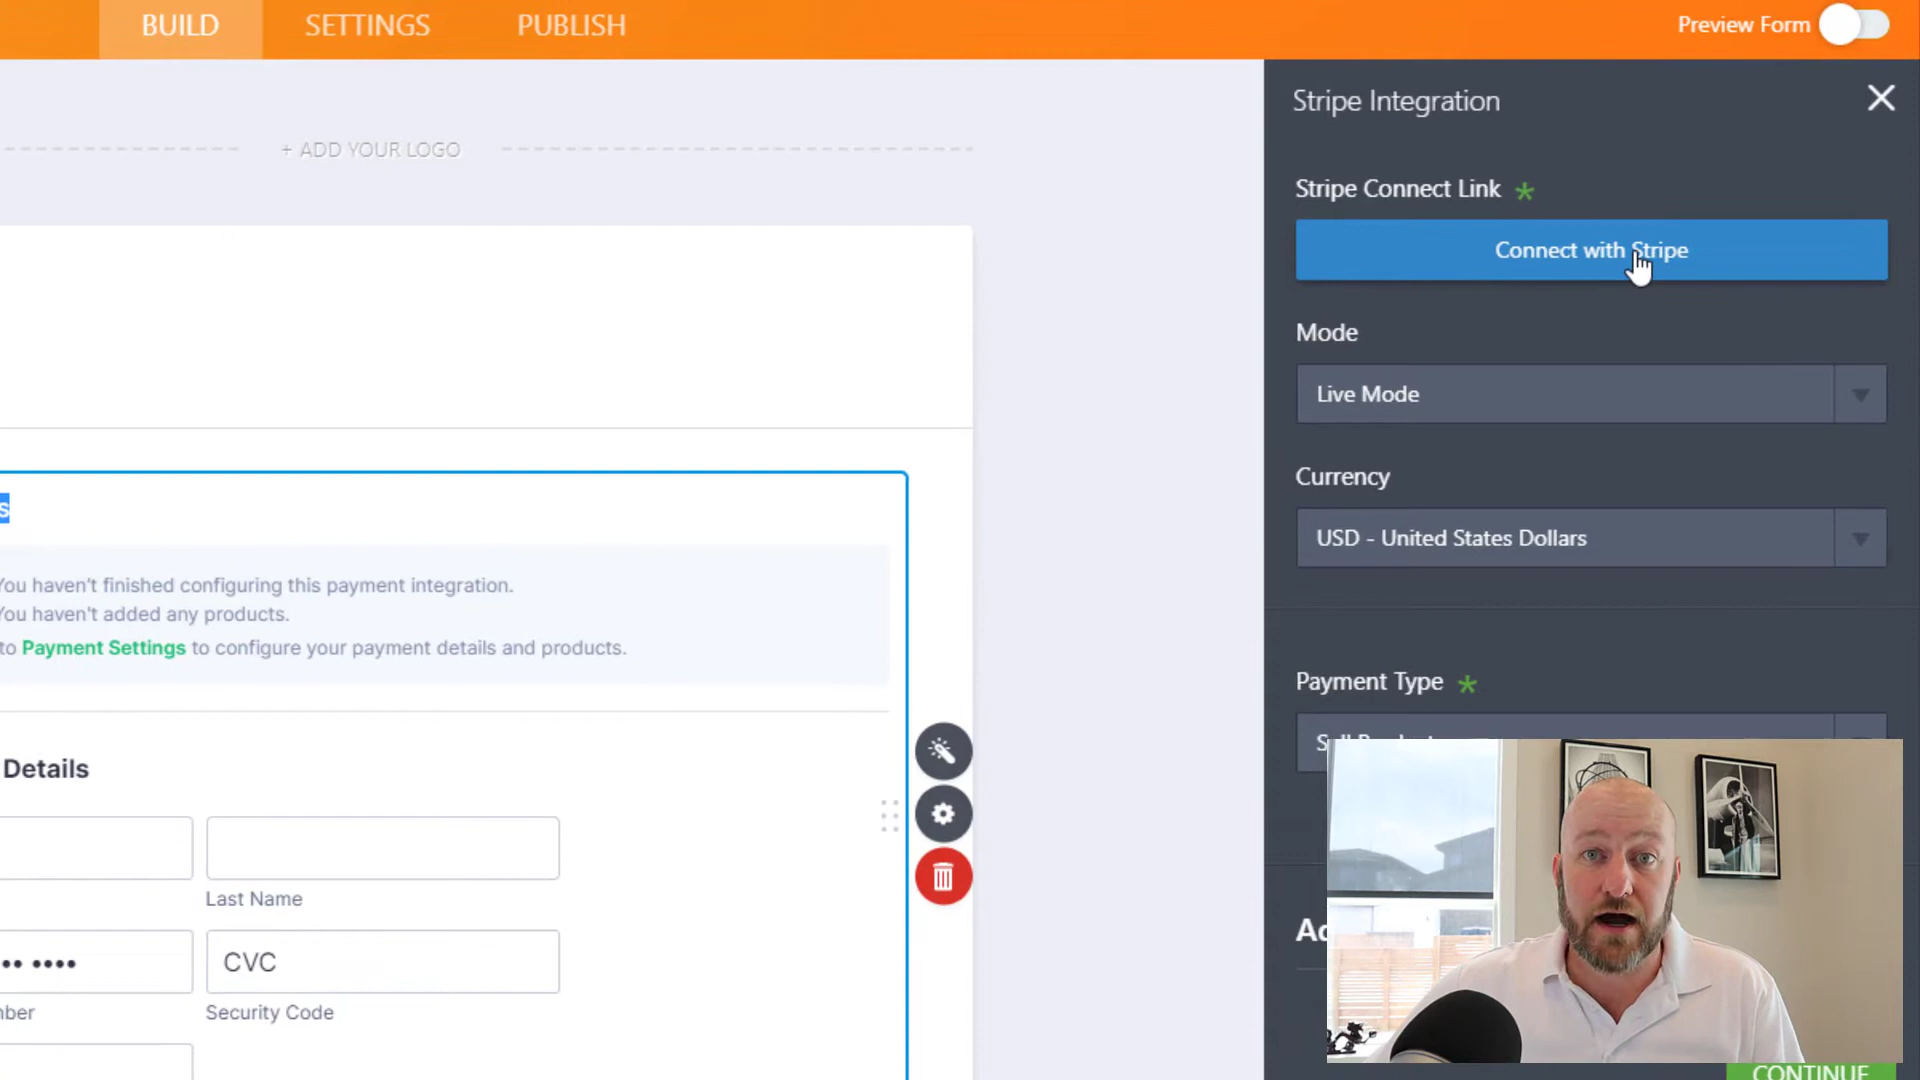 BUILD
SETTINGS
PUBLISH
Preview Form
+ ADD YOUR LOGO
You haven't finished configuring this payment integration.
You haven't added any products.
to Payment Settings to configure your payment details and products.
Details
Last Name
CVC
Security Code
Stripe Integration
Stripe Connect Link *
Connect with Stripe
Mode
Live Mode
Currency
USD - United States Dollars
Payment Type *
CONTINUE